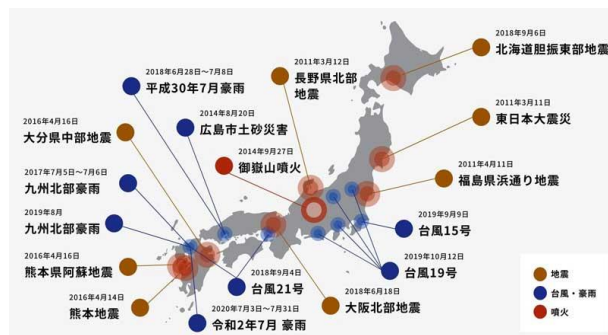 2018年9月6日
北海道胆振東部地震
2018年6月28日～7月8日
平成30年7月豪雨
2011年3月12日
長野県北部
地震
2011年3月11日
東日本大震災
2014年8月20日
広島市土砂災害
2016年4月16日
大分県中部地震
2014年9月27日
御嶽山噴火
2011年4月11日
福島県浜通り地震
2017年7月5日～7月6日
九州北部豪雨
2019年8月
九州北部豪雨
2019年9月9日
台風15号
2016年4月16日
熊本県阿蘇地震
2018年9月4日
台風21号
2019年10月12日
台風19号
2016年4月14日
熊本地震
2020年7月3日～7月31日
令和2年7月 豪雨
2018年6月18日
大阪北部地震
地震
台風・豪雨
噴火